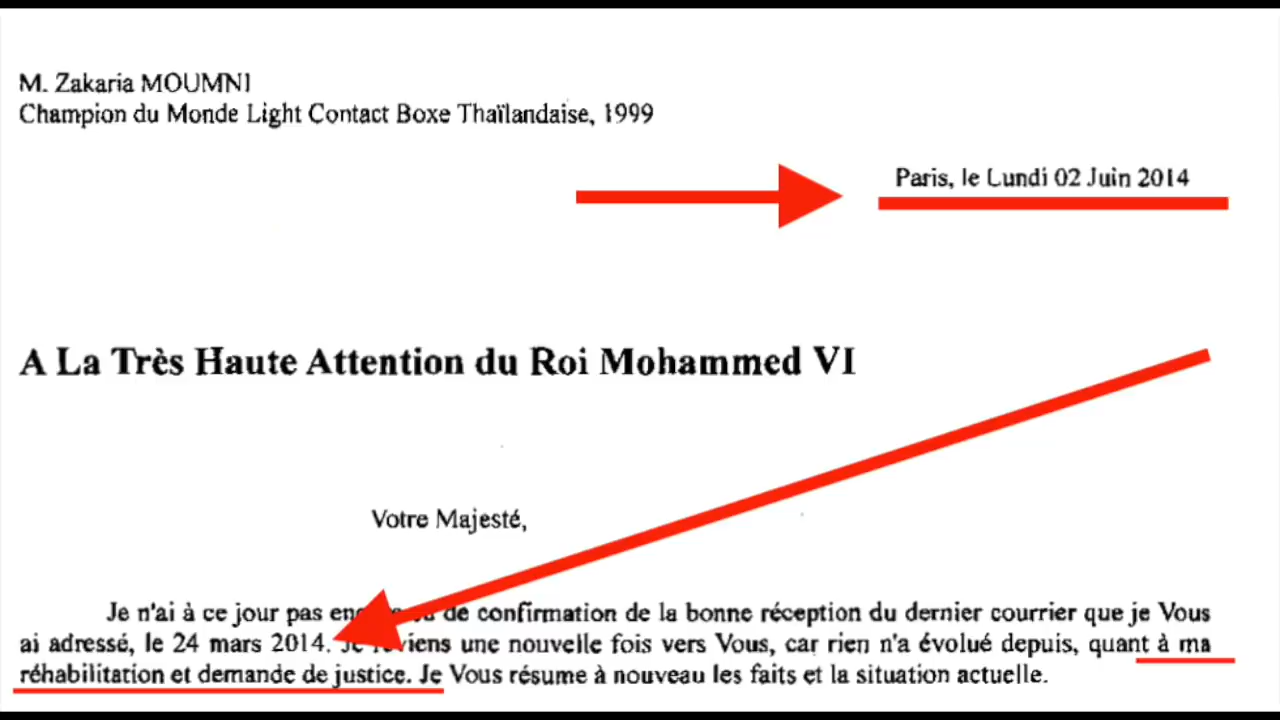 M. Zakaria MOUMNI
Champion du Monde Light Contact Boxe Thaïlandaise, 1999
Paris, le Lundi 02 Juin 2014
A La Très Haute Attention du Roi Mohammed VI
Votre Majesté,
Je n'ai à ce jour pas de confirmation de la bonne réception du dernier courrier que je Vous
ai adressé, le 24 mars 2014. une nouvelle fois vers Vous, car rien n'a évolué depuis, quant à ma
réhabilitation et demande de justice. Je Vous résume à nouveau les faits et la situation actuelle.